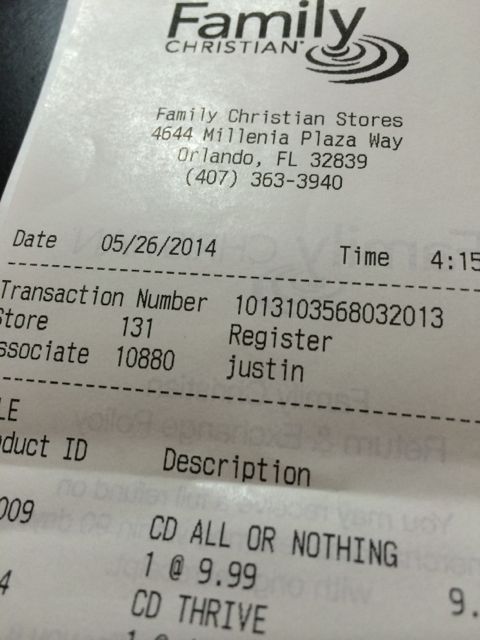 Family
CHRISTIAN
Family Christian Stores
4644 Millenia Plaza Way
Orlando, FL 32839
(407) 363-3940
Date 05/26/2014 Time 4:15
Transaction Number 1013103568032013
Store 131 Register
ssociate 10880 justin
LE
oduct ID Description
009 CD ALL OR NOTHING
1 @ 9.99 9.
4 CD THRIVE